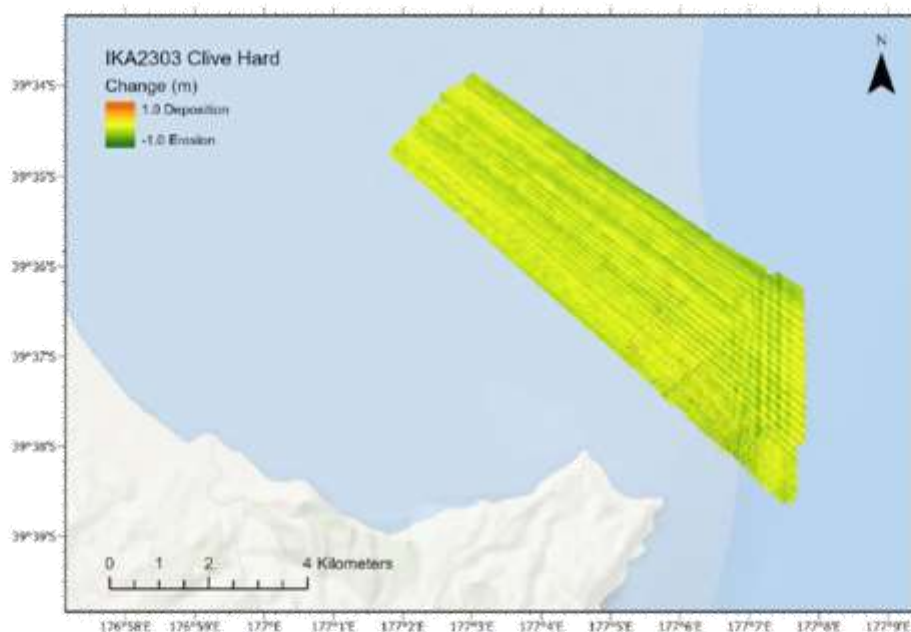 IKA2303 Clive Hard
Change (m)
1.0 Deposition
-1.0 Erosion
N
39°34'S
39°35'S
39°36'S
39°37'S
39°38'S
39°39'S
0 1 2 4 Kilometers
176°58'E 176°59'E 177°E 177°1'E 177°2'E 177°3'E 177°4'E 177°5'E 177°6'E 177°7'E 177°8'E 177°9'E